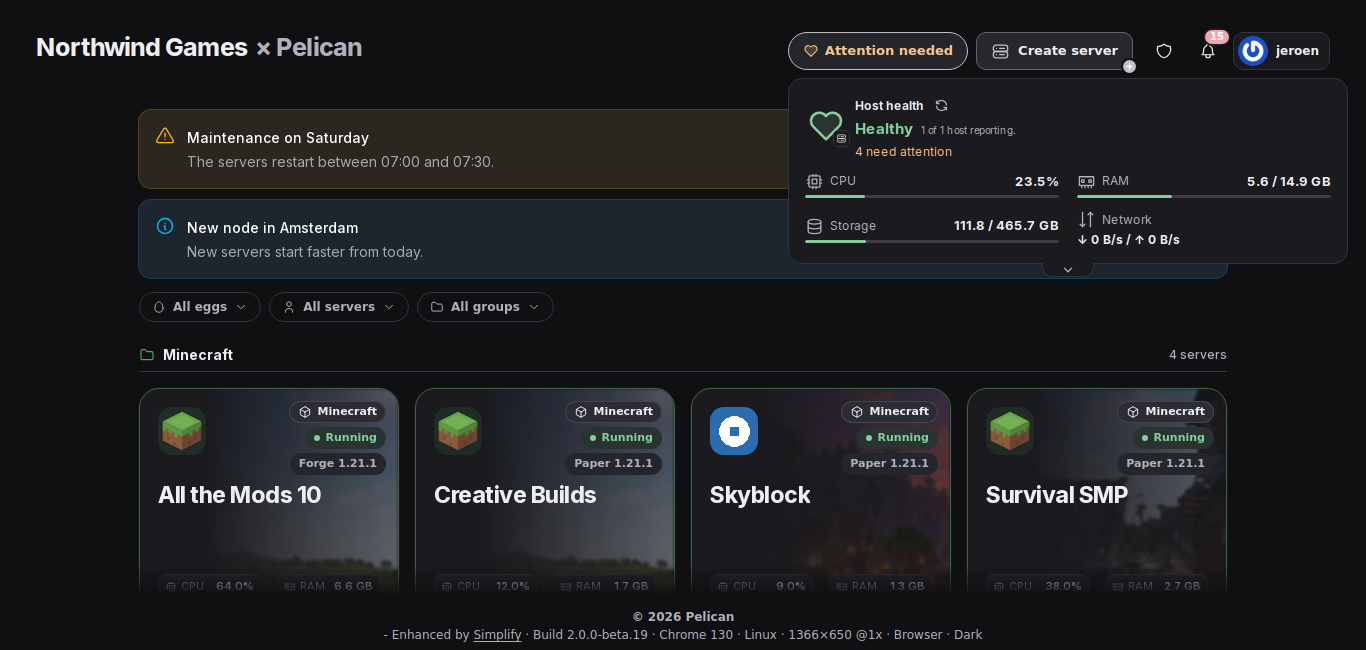 Northwind Games × Pelican
Attention needed
Create server
15
jeroen
Host health
Healthy 1 of 1 host reporting.
4 need attention
CPU 23.5%
RAM 5.6 / 14.9 GB
Storage 111.8 / 465.7 GB
Network
↓ 0 B/s / ↑ 0 B/s
Maintenance on Saturday
The servers restart between 07:00 and 07:30.
New node in Amsterdam
New servers start faster from today.
All eggs
All servers
All groups
Minecraft
4 servers
Minecraft
Running
Forge 1.21.1
All the Mods 10
CPU 64.0% RAM 6.6 GB
Minecraft
Running
Paper 1.21.1
Creative Builds
CPU 12.0% RAM 1.7 GB
Minecraft
Running
Paper 1.21.1
Skyblock
CPU 9.0% RAM 1.3 GB
Minecraft
Running
Paper 1.21.1
Survival SMP
CPU 38.0% RAM 2.7 GB
© 2026 Pelican
- Enhanced by Simplify · Build 2.0.0-beta.19 · Chrome 130 · Linux · 1366×650 @1x · Browser · Dark